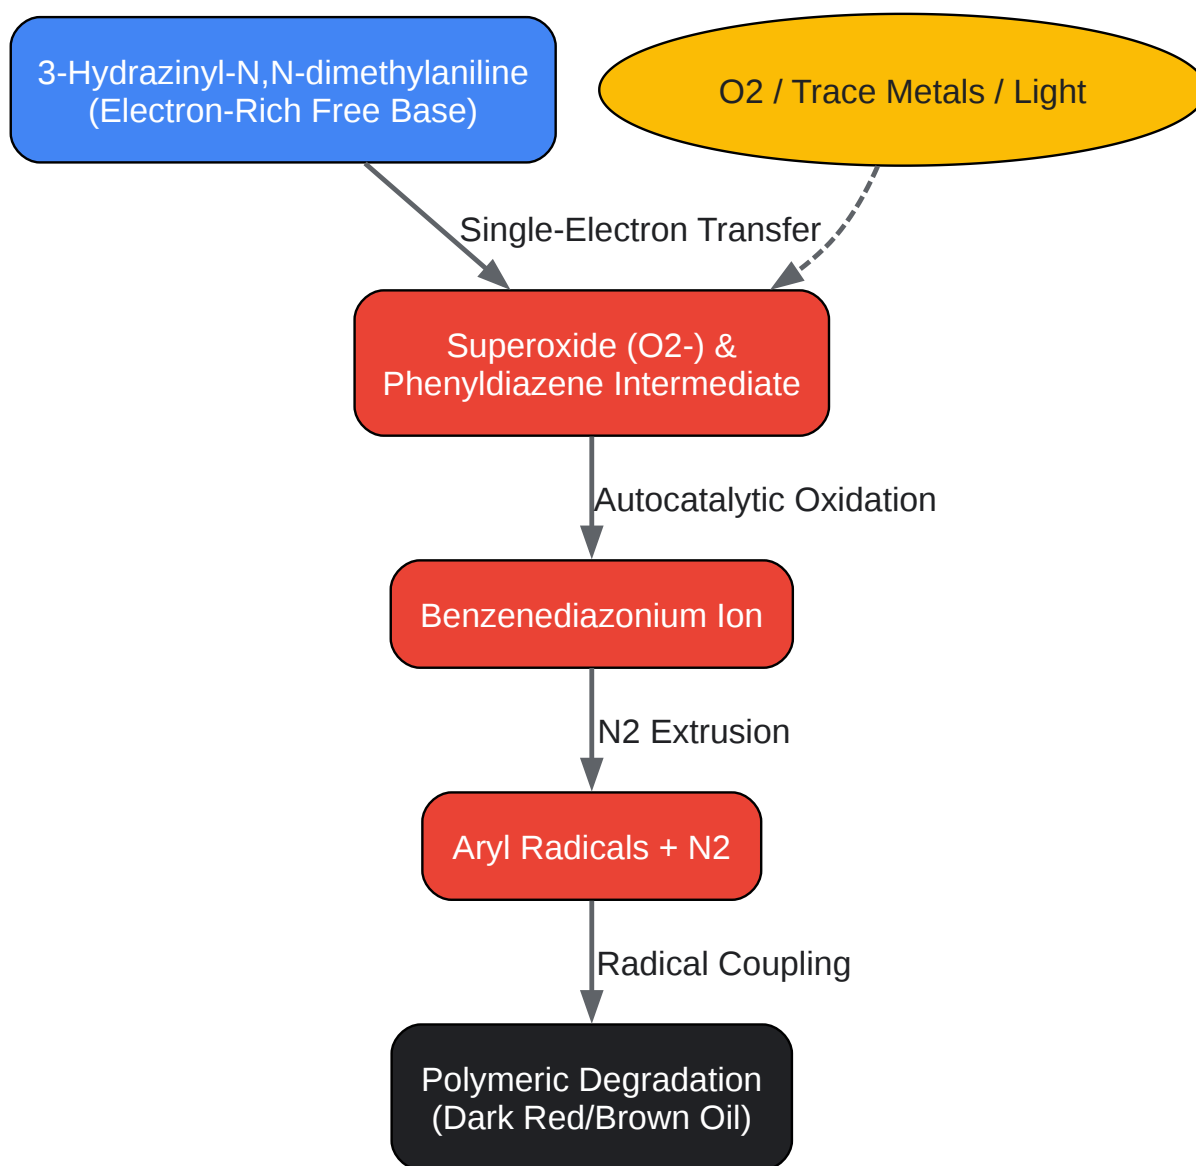 3-Hydrazinyl-N,N-dimethylaniline
(Electron-Rich Free Base)
O2 / Trace Metals / Light
Single-Electron Transfer
Superoxide (O2-) &
Phenyldiazene Intermediate
Autocatalytic Oxidation
Benzenediazonium Ion
N2 Extrusion
Aryl Radicals + N2
Radical Coupling
Polymeric Degradation
(Dark Red/Brown Oil)